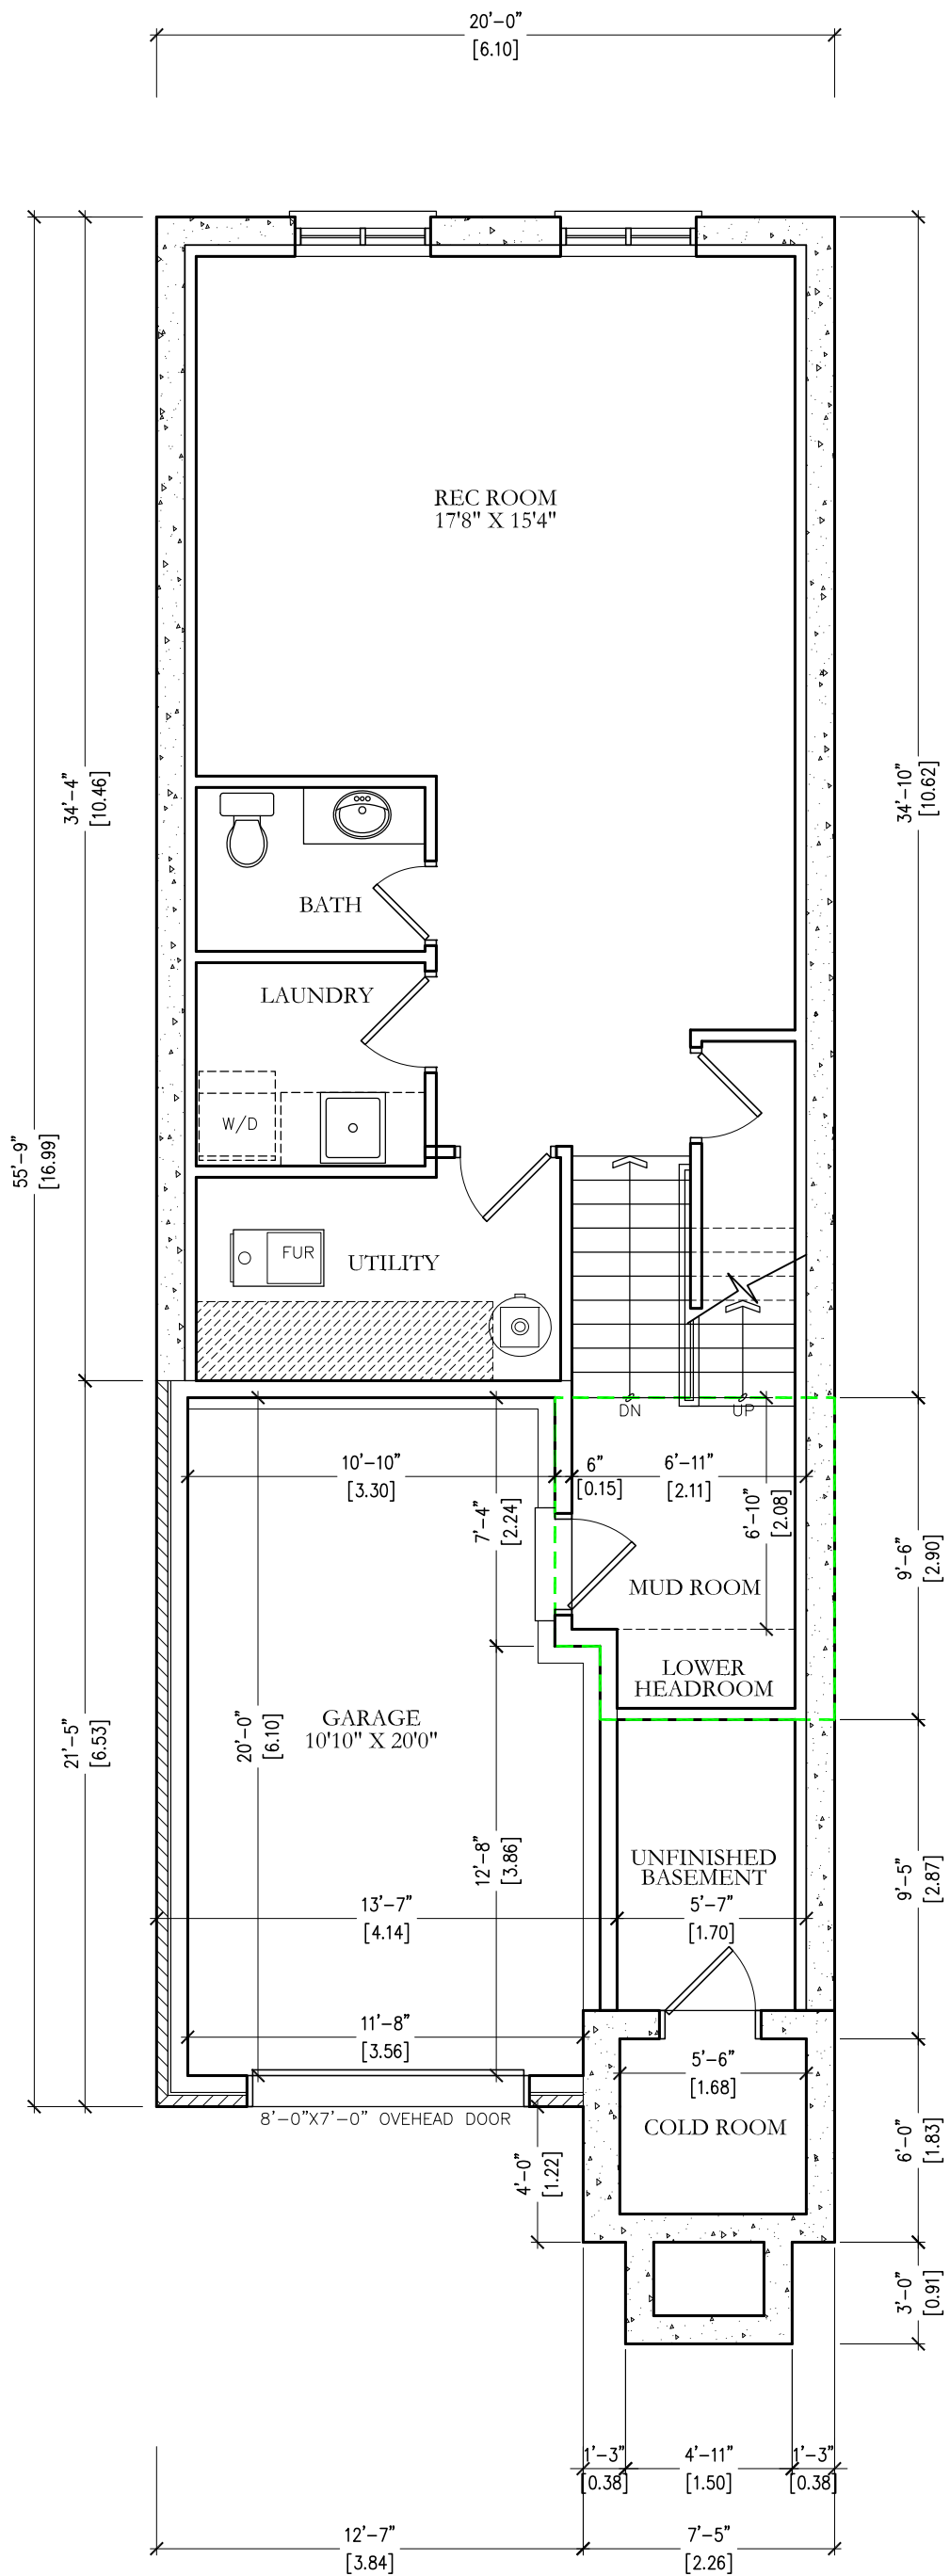 20'-0"
[6.10]
REC ROOM
17'8" X 15'4"
34'-4"
[10.46]
34'-10"
[10.62]
BATH
LAUNDRY
W/D
55'-9"
[16.99]
FUR
UTILITY
DN
UP
10'-10"
[3.30]
6"
[0.15]
6'-11"
[2.11]
7'-4"
[2.24]
6'-10"
[2.08]
9'-6"
[2.90]
MUD ROOM
LOWER
HEADROOM
GARAGE
10'10" X 20'0"
20'-0"
[6.10]
21'-5"
[6.53]
12'-8"
[3.86]
UNFINISHED
BASEMENT
9'-5"
[2.87]
13'-7"
[4.14]
5'-7"
[1.70]
11'-8"
[3.56]
5'-6"
[1.68]
8'-0"X7'-0" OVEHEAD DOOR
COLD ROOM
4'-0"
[1.22]
6'-0"
[1.83]
3'-0"
[0.91]
1'-3"
[0.38]
4'-11"
[1.50]
1'-3"
[0.38]
12'-7"
[3.84]
7'-5"
[2.26]